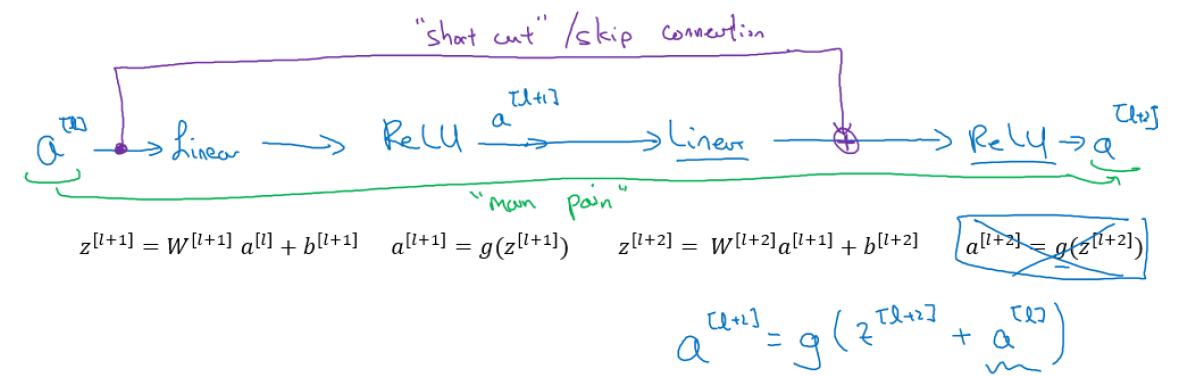 "short cut" / skip connection
a^[l] → Linear → ReLU a^[l+1] → Linear → ReLU → a^[l+2]
"main path"
z^[l+1] = W^[l+1] a^[l] + b^[l+1] a^[l+1] = g(z^[l+1]) z^[l+2] = W^[l+2] a^[l+1] + b^[l+2] a^[l+2] = g(z^[l+2])
a^[l+2] = g(z^[l+2] + a^[l])